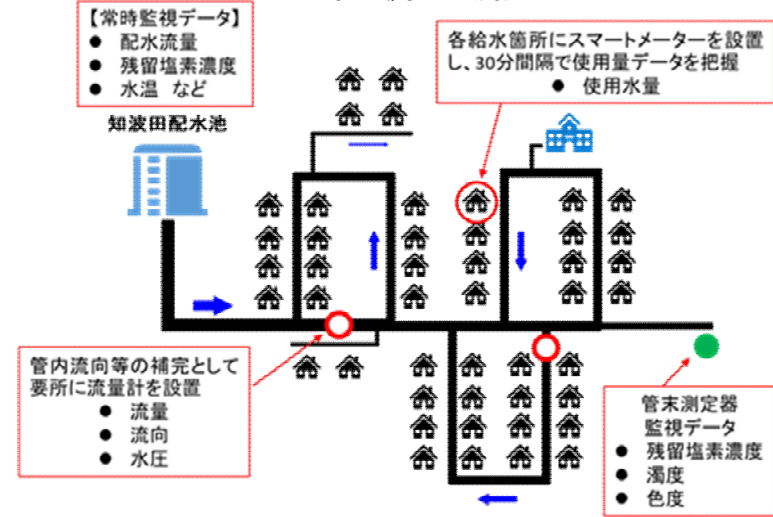 【常時監視データ】
● 配水流量
● 残留塩素濃度
● 水温 など
各給水箇所にスマートメーターを設置
し、30分間隔で使用量データを把握
● 使用水量
知波田配水池
管内流向等の補完として
要所に流量計を設置
● 流量
● 流向
● 水圧
管末測定器
監視データ
● 残留塩素濃度
● 濁度
● 色度